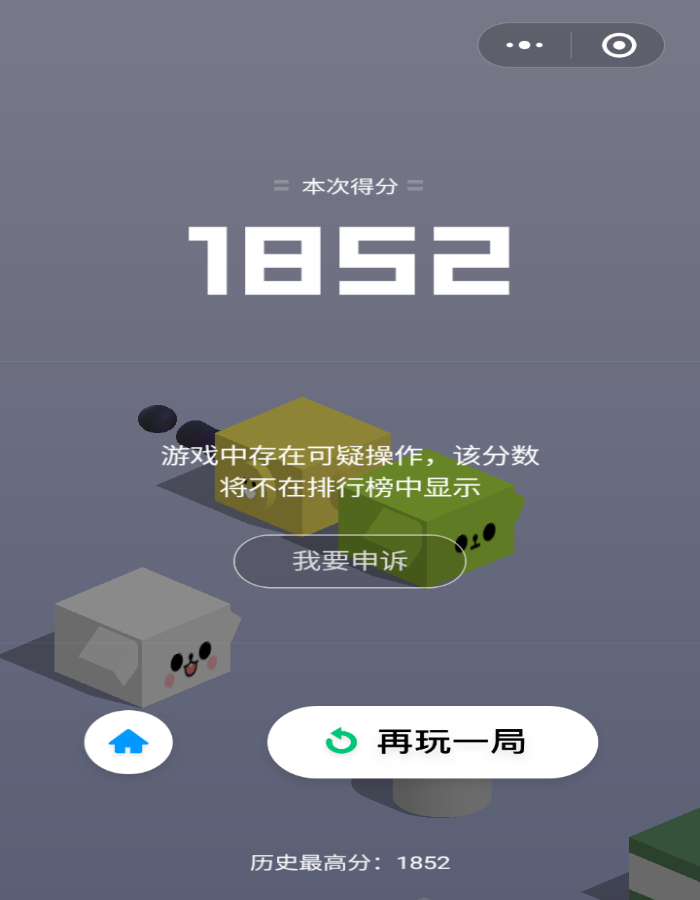 本次得分
1852
游戏中存在可疑操作，该分数
将不在排行榜中显示
我要申诉
再玩一局
历史最高分：1852